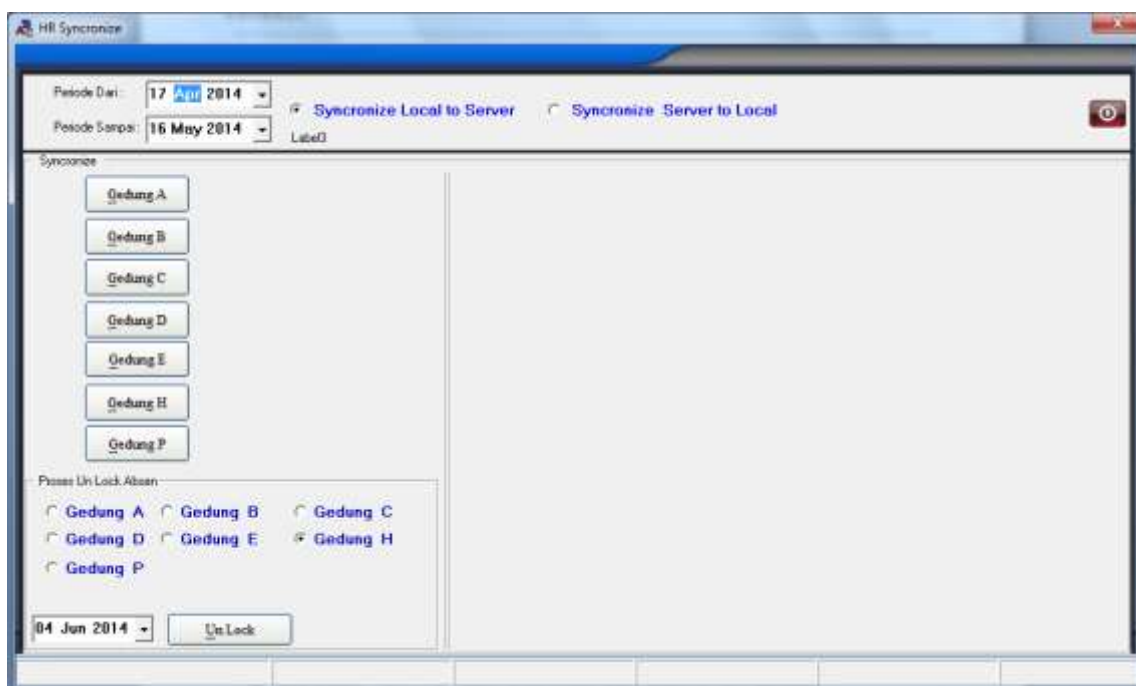 HR Syncronize
Periode Dari :
17 Apr 2014
Syncronize Local to Server
Syncronize Server to Local
Periode Sampai :
16 May 2014
Label3
Syncronize
Gedung A
Gedung B
Gedung C
Gedung D
Gedung E
Gedung H
Gedung P
Proses Un Lock Absen
Gedung A Gedung B Gedung C
Gedung D Gedung E Gedung H
Gedung P
04 Jun 2014
Un Lock